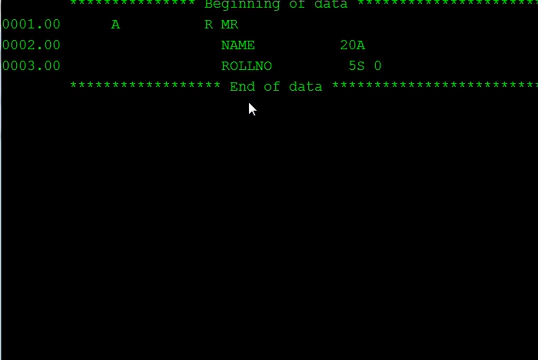 *************** Beginning of data **********************
0001.00      A          R MR
0002.00                   NAME          20A
0003.00                   ROLLNO         5S 0
****************** End of data *************************